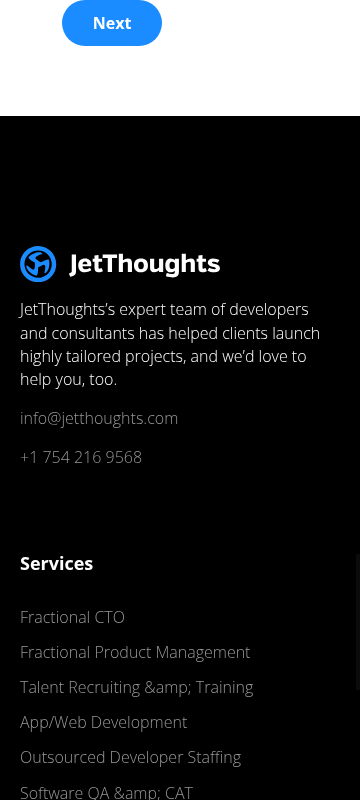 Next
JetThoughts
JetThoughts’s expert team of developers
and consultants has helped clients launch
highly tailored projects, and we’d love to
help you, too.
info@jetthoughts.com
+1 754 216 9568
Services
Fractional CTO
Fractional Product Management
Talent Recruiting &amp; Training
App/Web Development
Outsourced Developer Staffing
Software QA &amp; CAT